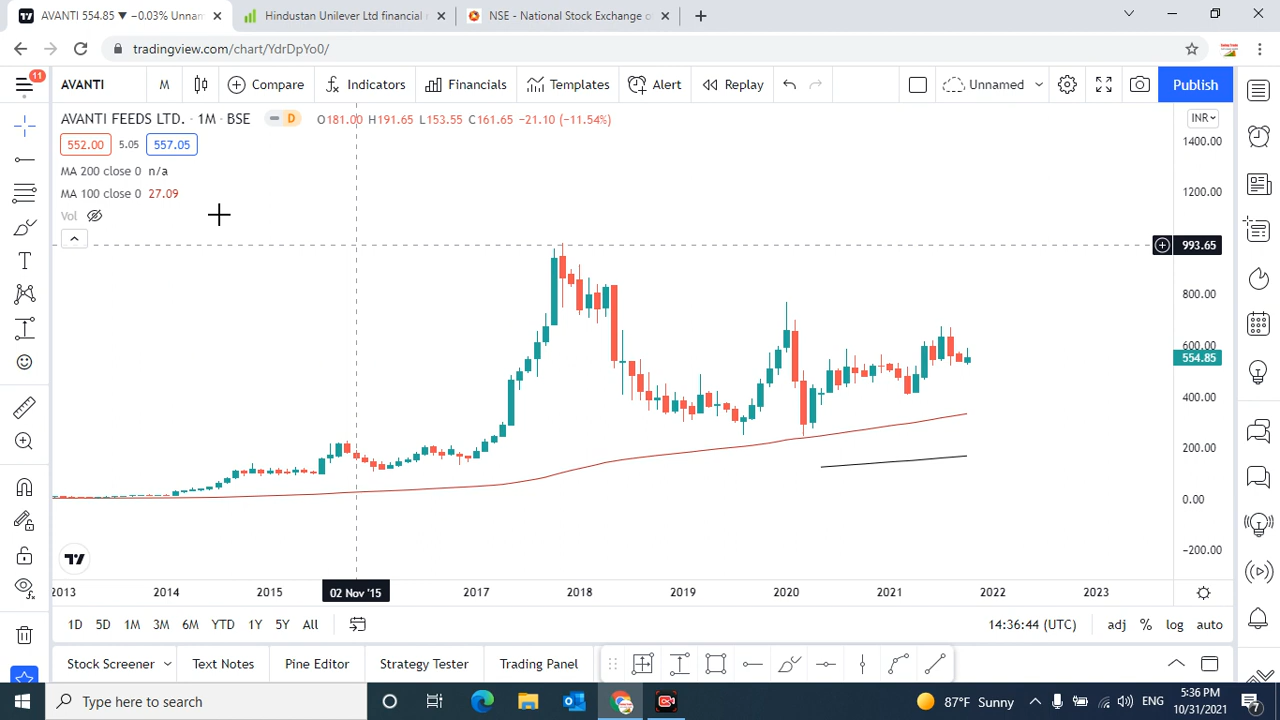 AVANTI 554.85 ▼ −0.03% Unnam
Hindustan Unilever Ltd financial
NSE - National Stock Exchange o
tradingview.com/chart/YdrDpYo0/
11
AVANTI
M
Compare
Indicators
Financials
Templates
Alert
Replay
Unnamed
Publish
AVANTI FEEDS LTD. · 1M · BSE
D
O181.00 H191.65 L153.55 C161.65 −21.10 (−11.54%)
INR
552.00
5.05
557.05
MA 200 close 0 n/a
MA 100 close 0 27.09
Vol
1400.00
1200.00
993.65
800.00
600.00
554.85
400.00
200.00
0.00
−200.00
2013
2014
2015
02 Nov '15
2017
2018
2019
2020
2021
2022
2023
1D
5D
1M
3M
6M
YTD
1Y
5Y
All
14:36:44 (UTC)
adj
%
log
auto
Stock Screener
Text Notes
Pine Editor
Strategy Tester
Trading Panel
Type here to search
87°F Sunny
ENG
5:36 PM
10/31/2021
7